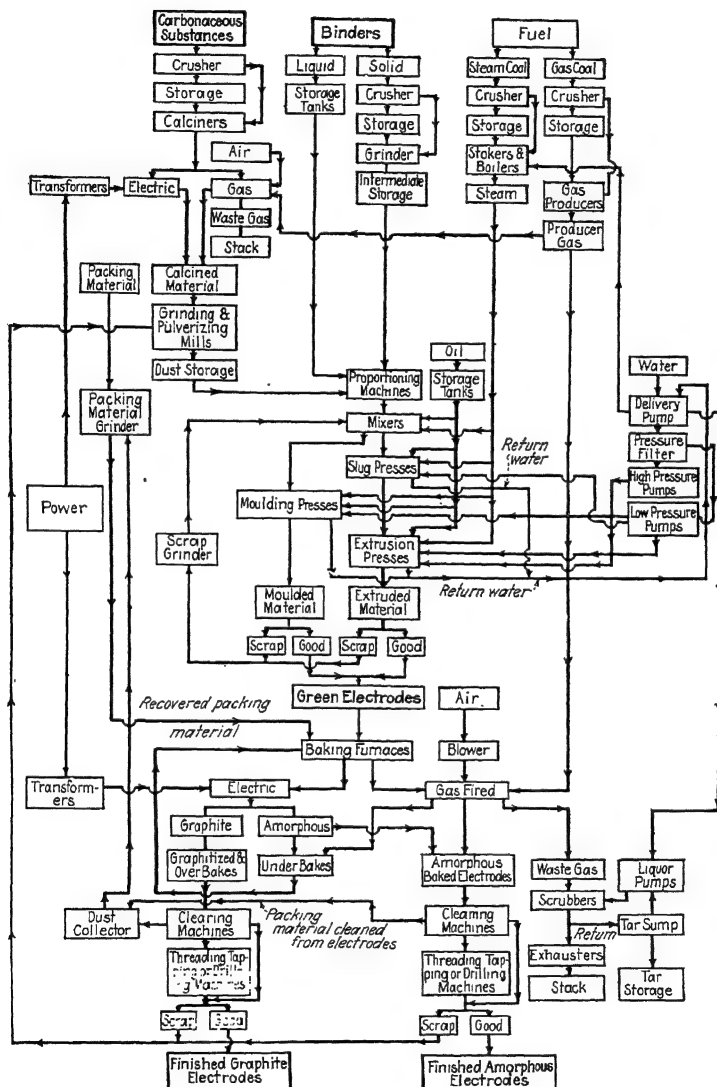 Carbonaceous
Substances
Binders
Fuel
Crusher
Storage
Calciners
Liquid
Storage
Tanks
Solid
Crusher
Storage
Grinder
Intermediate
Storage
Steam Coal
Crusher
Storage
Stokers &
Boilers
Steam
Gas Coal
Crusher
Storage
Gas
Producers
Producer
Gas
Air
Transformers
Electric
Gas
Waste Gas
Stack
Packing
Material
Calcined
Material
Grinding &
Pulverizing
Mills
Dust Storage
Packing
Material
Grinder
Proportioning
Machines
Oil
Storage
Tanks
Mixers
Slug Presses
Return
water
Water
Delivery
Pump
Pressure
Filter
High Pressure
Pumps
Low Pressure
Pumps
Power
Moulding Presses
Scrap
Grinder
Extrusion
Presses
Return water
Moulded
Material
Extruded
Material
Scrap
Good
Scrap
Good
Green Electrodes
Air
Recovered packing
material
Baking Furnaces
Blower
Transform-
ers
Electric
Gas Fired
Graphite
Amorphous
Graphitized &
Over Bakes
Under Bakes
Amorphous
Baked Electrodes
Waste Gas
Scrubbers
Liquor
Pumps
Dust
Collector
Clearing
Machines
Packing
material cleaned
from electrodes
Cleaning
Machines
Return
Tar Sump
Threading Tap-
ping or Drill-
ing Machines
Threading Tap-
ping or Drilling
Machines
Exhausters
Stack
Tar
Storage
Scrap
Good
Scrap
Good
Finished Graphite
Electrodes
Finished Amorphous
Electrodes